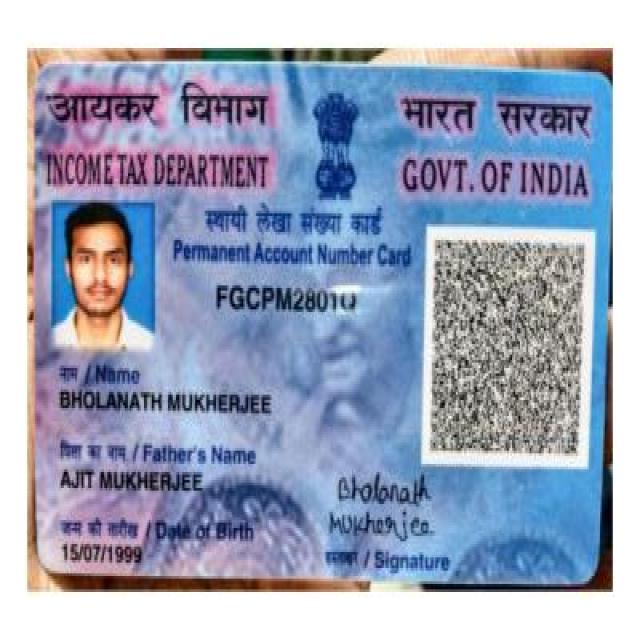 आयकर विभाग
INCOME TAX DEPARTMENT
भारत सरकार
GOVT. OF INDIA
स्थायी लेखा संख्या कार्ड
Permanent Account Number Card
नाम / Name
BHOLANATH MUKHERJEE
पिता का नाम / Father's Name
AJIT MUKHERJEE
जन्म की तारीख / Date of Birth
15/07/1999
Bholanath
Mukherjee
हस्ताक्षर / Signature